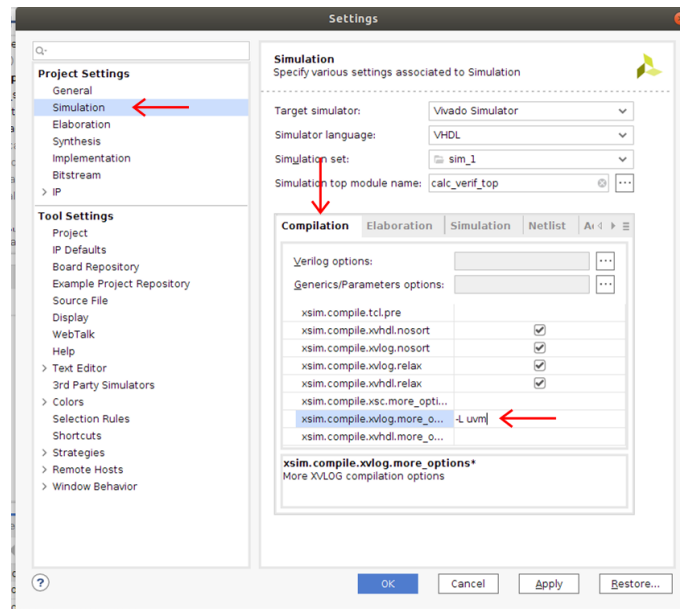 Settings
Project Settings
General
Simulation
Elaboration
Synthesis
Implementation
Bitstream
> IP
Tool Settings
Project
IP Defaults
Board Repository
Example Project Repository
Source File
Display
WebTalk
Help
> Text Editor
3rd Party Simulators
> Colors
Selection Rules
Shortcuts
> Strategies
> Remote Hosts
> Window Behavior
Simulation
Specify various settings associated to Simulation
Target simulator: Vivado Simulator
Simulator language: VHDL
Simulation set: sim_1
Simulation top module name: calc_verif_top
Compilation Elaboration Simulation Netlist
Verilog options:
Generics/Parameters options:
xsim.compile.tcl.pre
xsim.compile.xvhdl.nosort
xsim.compile.xvlog.nosort
xsim.compile.xvlog.relax
xsim.compile.xvhdl.relax
xsim.compile.xsc.more_opti...
xsim.compile.xvlog.more_o... -L uvm
xsim.compile.xvhdl.more_o...
xsim.compile.xvlog.more_options*
More XVLOG compilation options
? OK Cancel Apply Restore...